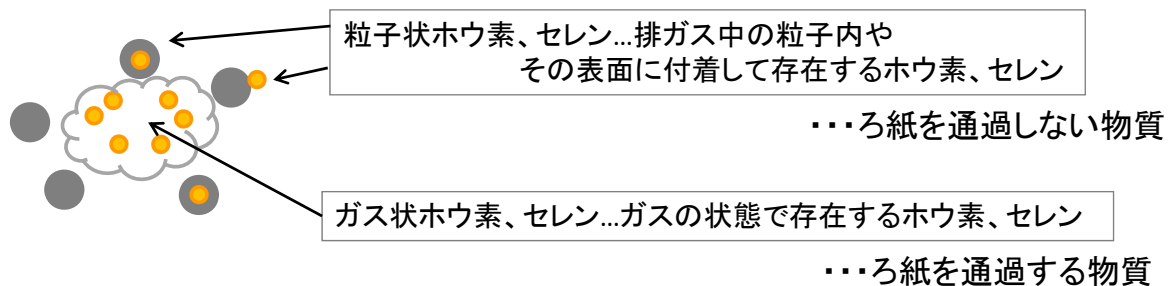 粒子状ホウ素、セレン…排ガス中の粒子内や
その表面に付着して存在するホウ素、セレン
・・・ろ紙を通過しない物質
ガス状ホウ素、セレン…ガスの状態で存在するホウ素、セレン
・・・ろ紙を通過する物質